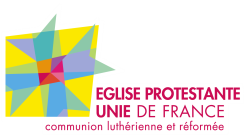 EGLISE PROTESTANTE
UNIE DE FRANCE
communion luthérienne et réformée